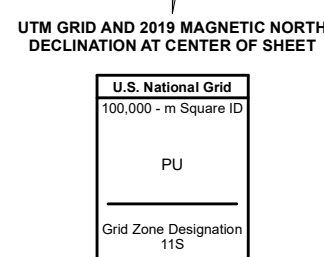 UTM GRID AND 2019 MAGNETIC NORTH
DECLINATION AT CENTER OF SHEET
U.S. National Grid
100,000 - m Square ID
PU
Grid Zone Designation
11S